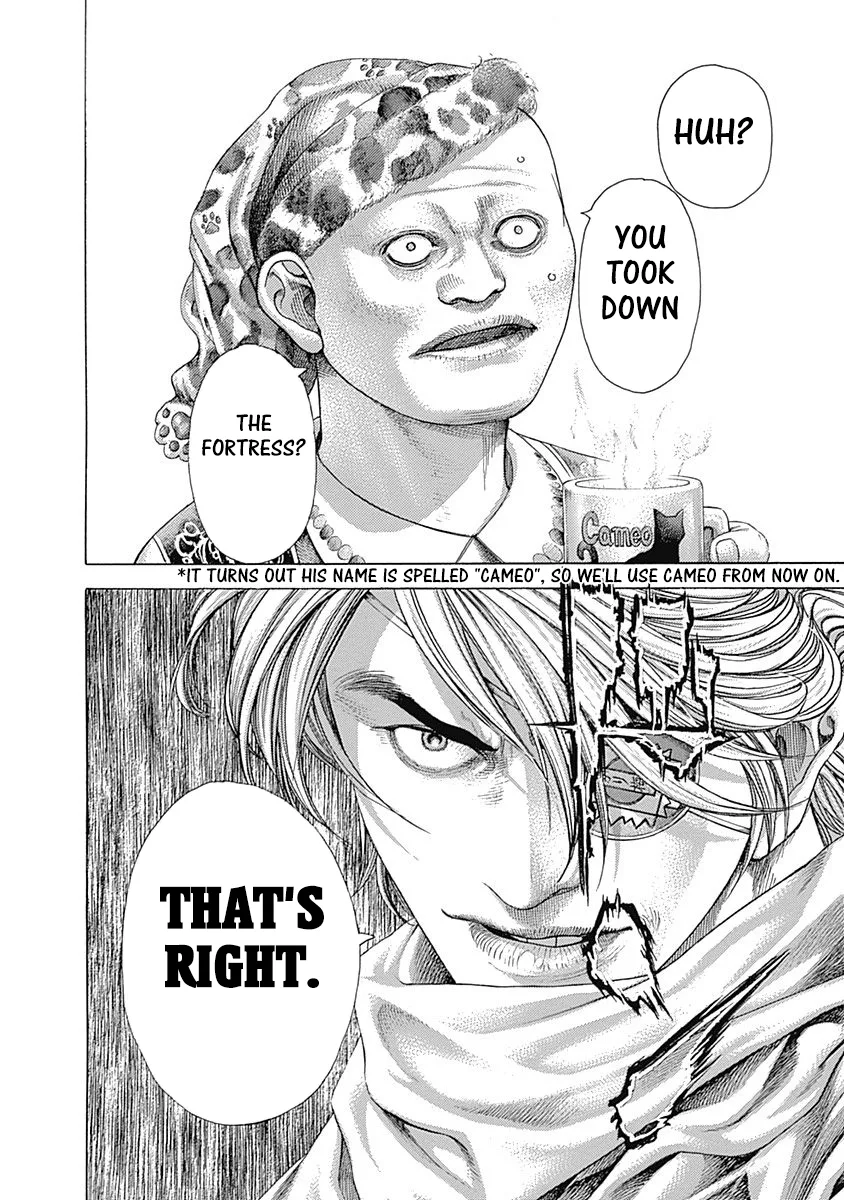 HUH?
YOU
TOOK
DOWN
THE
FORTRESS?
Cameo
*IT TURNS OUT HIS NAME IS SPELLED "CAMEO", SO WE'LL USE CAMEO FROM NOW ON.
THAT'S
RIGHT.